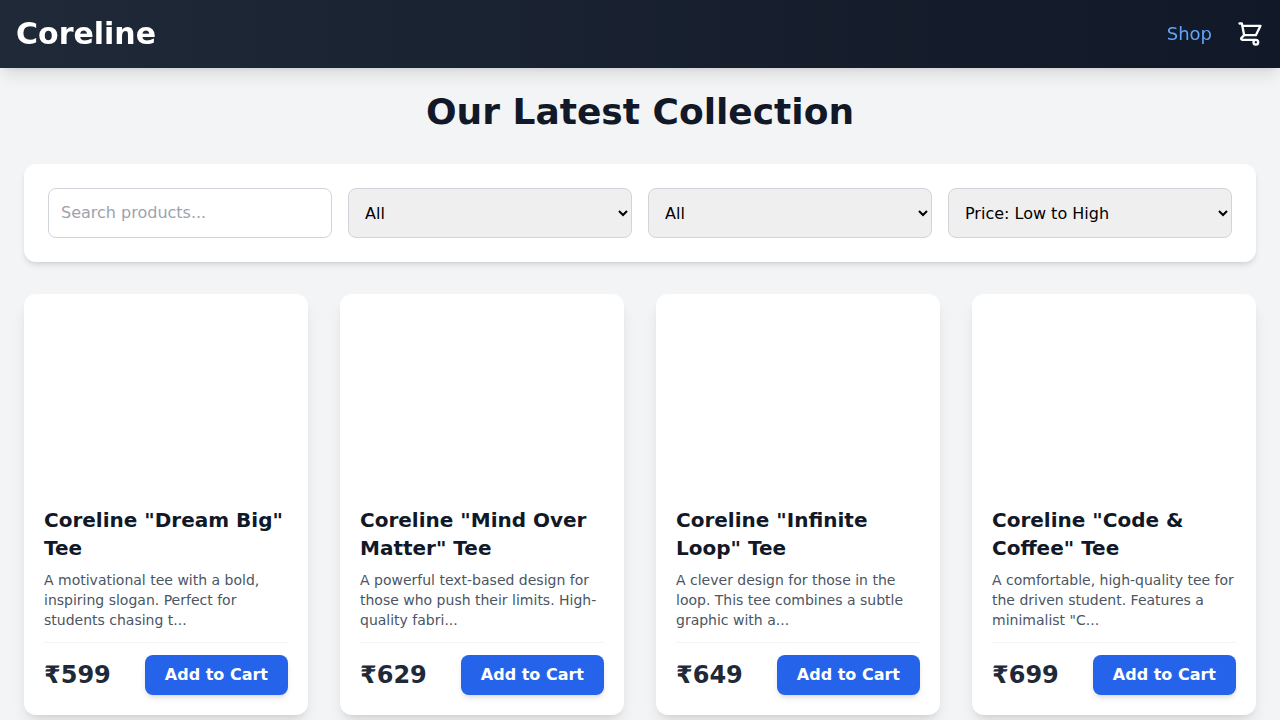 Coreline
Shop
Our Latest Collection
Search products...
All
All
Price: Low to High
Coreline "Dream Big"
Tee
A motivational tee with a bold,
inspiring slogan. Perfect for
students chasing t...
₹599
Add to Cart
Coreline "Mind Over
Matter" Tee
A powerful text-based design for
those who push their limits. High-
quality fabri...
₹629
Add to Cart
Coreline "Infinite
Loop" Tee
A clever design for those in the
loop. This tee combines a subtle
graphic with a...
₹649
Add to Cart
Coreline "Code &
Coffee" Tee
A comfortable, high-quality tee for
the driven student. Features a
minimalist "C...
₹699
Add to Cart